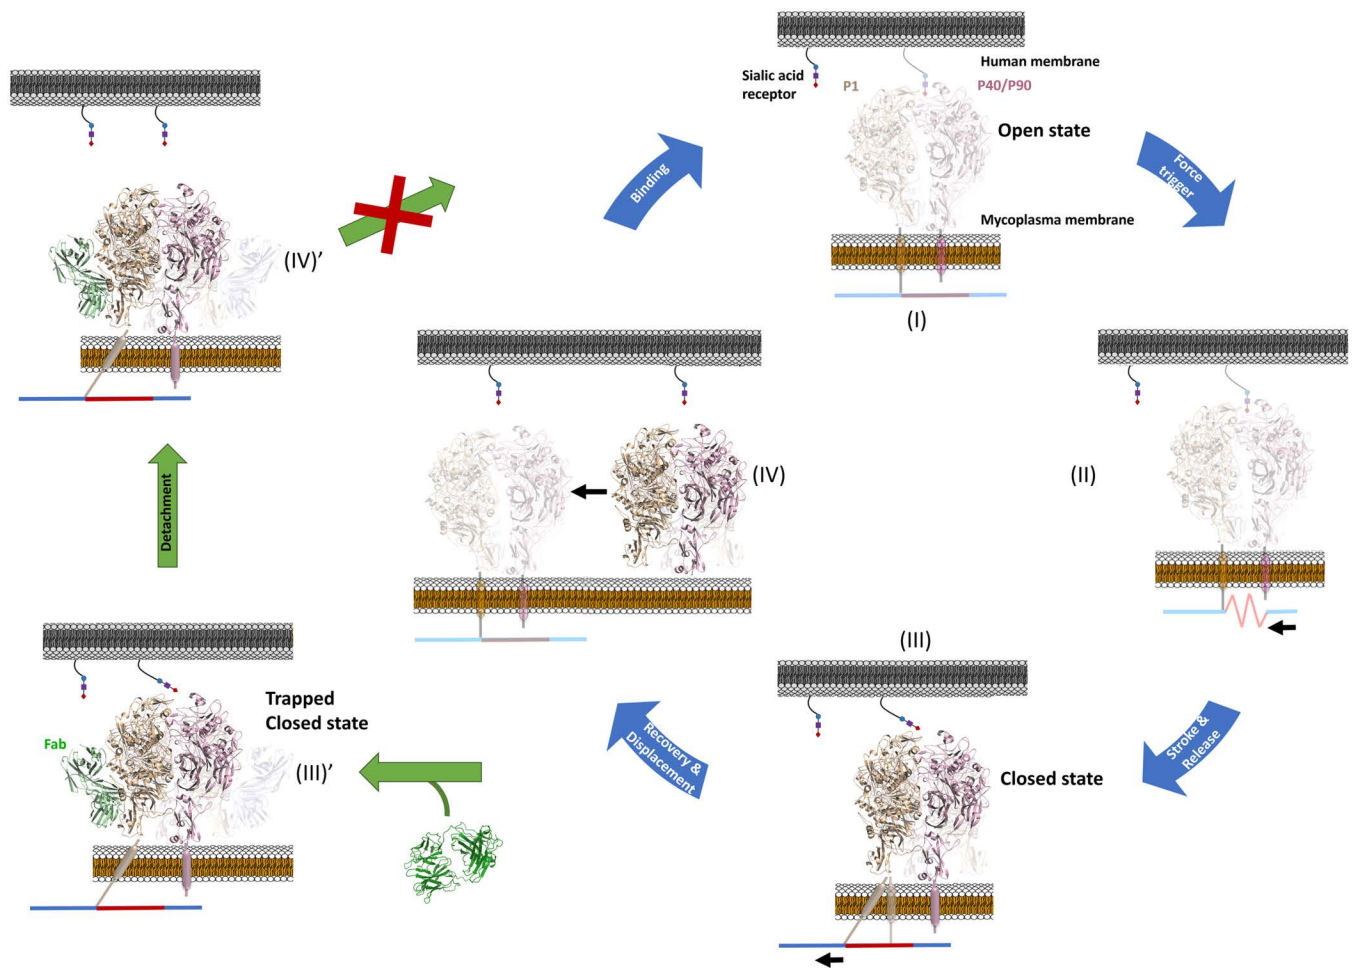 Sialic acid
receptor
Human membrane
P1
P40/P90
Open state
Mycoplasma membrane
(I)
Binding
Force
trigger
(IV)’
(II)
(IV)
Detachment
(III)
Stroke &
Release
Closed state
Recovery &
Displacement
Trapped
Closed state
Fab
(III)’